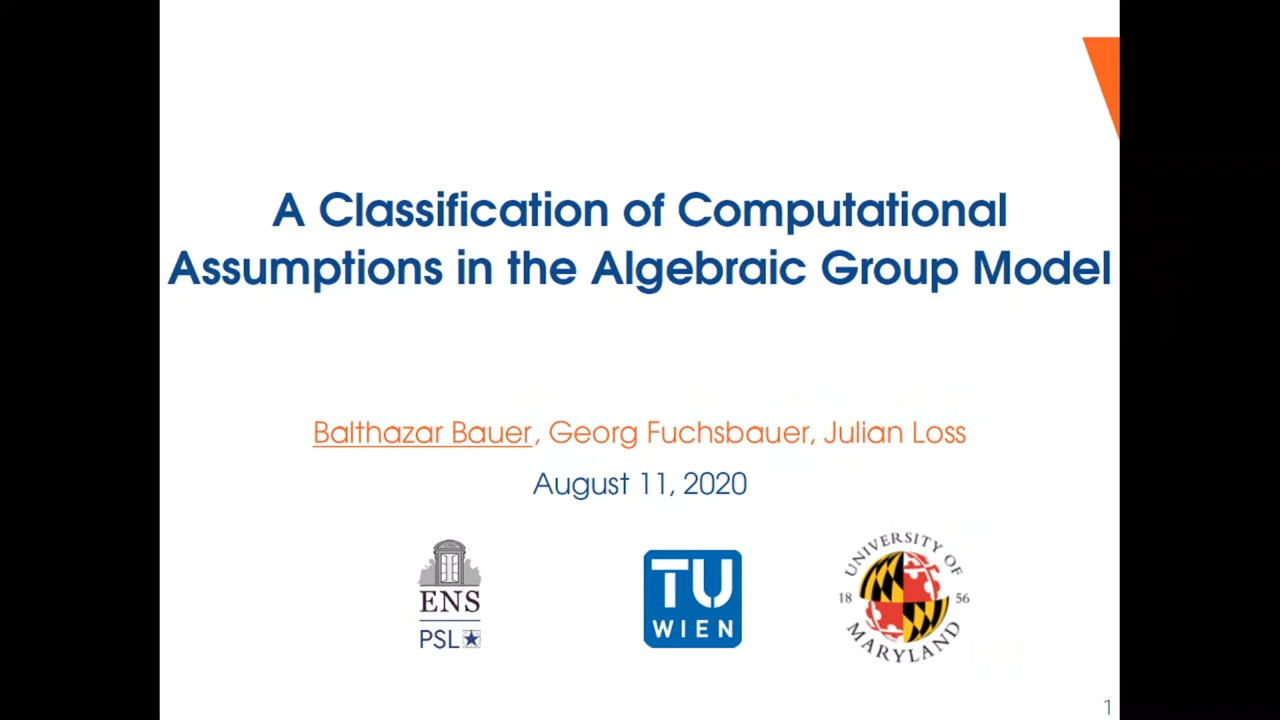 A Classification of Computational
Assumptions in the Algebraic Group Model
Balthazar Bauer, Georg Fuchsbauer, Julian Loss
August 11, 2020
ENS
PSL
TU
WIEN
UNIVERSITY OF
18 56
MARYLAND
1